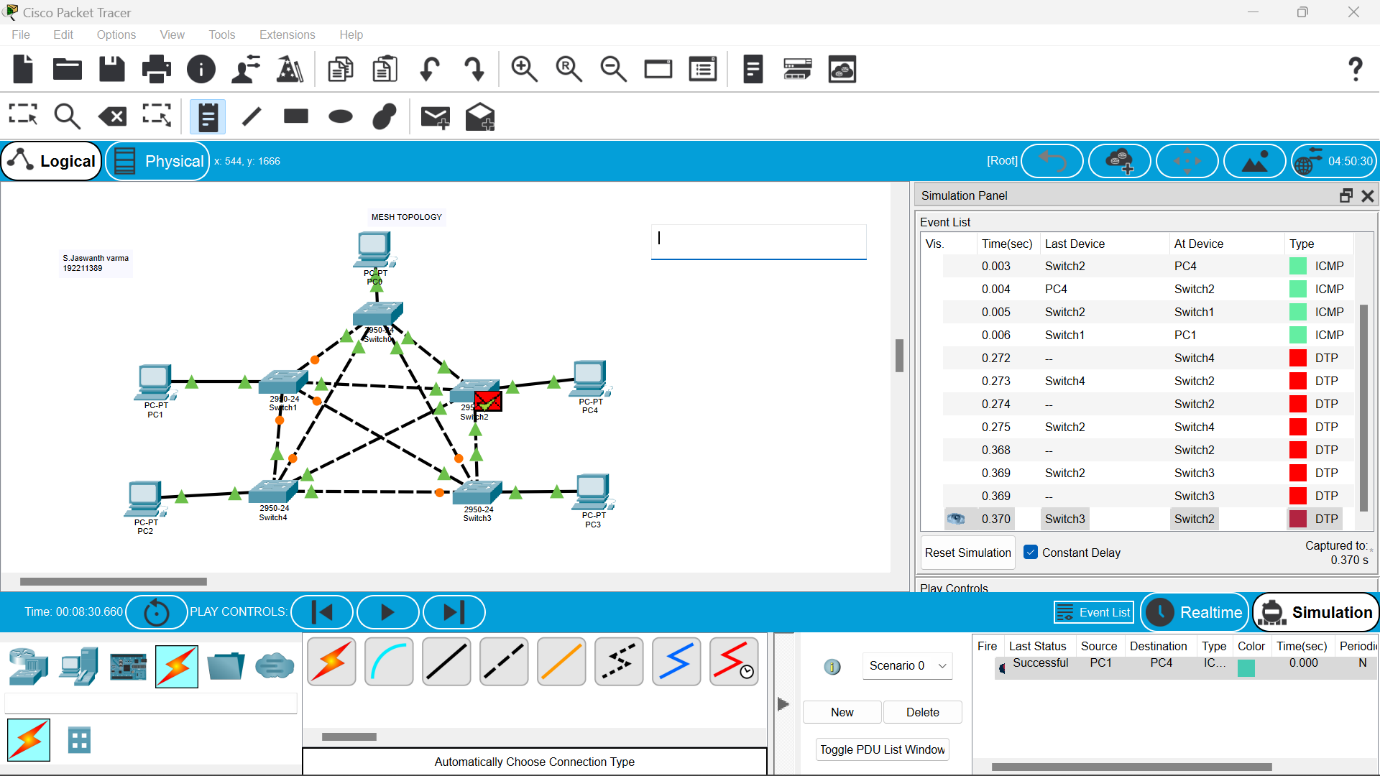 Cisco Packet Tracer
File Edit Options View Tools Extensions Help
Logical Physical x: 544, y: 1666 [Root] 04:50:30
MESH TOPOLOGY
S.Jaswanth varma
192211389
PC-PT
PC0
2950-24
Switch0
PC-PT
PC1
2950-24
Switch1
2950-24
Switch2
PC-PT
PC4
PC-PT
PC2
2950-24
Switch4
2950-24
Switch3
PC-PT
PC3
Simulation Panel
Event List
Vis. Time(sec) Last Device At Device Type
0.003 Switch2 PC4 ICMP
0.004 PC4 Switch2 ICMP
0.005 Switch2 Switch1 ICMP
0.006 Switch1 PC1 ICMP
0.272 -- Switch4 DTP
0.273 Switch4 Switch2 DTP
0.274 -- Switch2 DTP
0.275 Switch2 Switch4 DTP
0.368 -- Switch2 DTP
0.369 Switch2 Switch3 DTP
0.369 -- Switch3 DTP
0.370 Switch3 Switch2 DTP
Reset Simulation Constant Delay Captured to:
0.370 s
Play Controls
Time: 00:08:30.660 PLAY CONTROLS: Event List Realtime Simulation
Scenario 0
New Delete
Toggle PDU List Window
Automatically Choose Connection Type
Fire Last Status Source Destination Type Color Time(sec) Periodi
Successful PC1 PC4 IC... 0.000 N